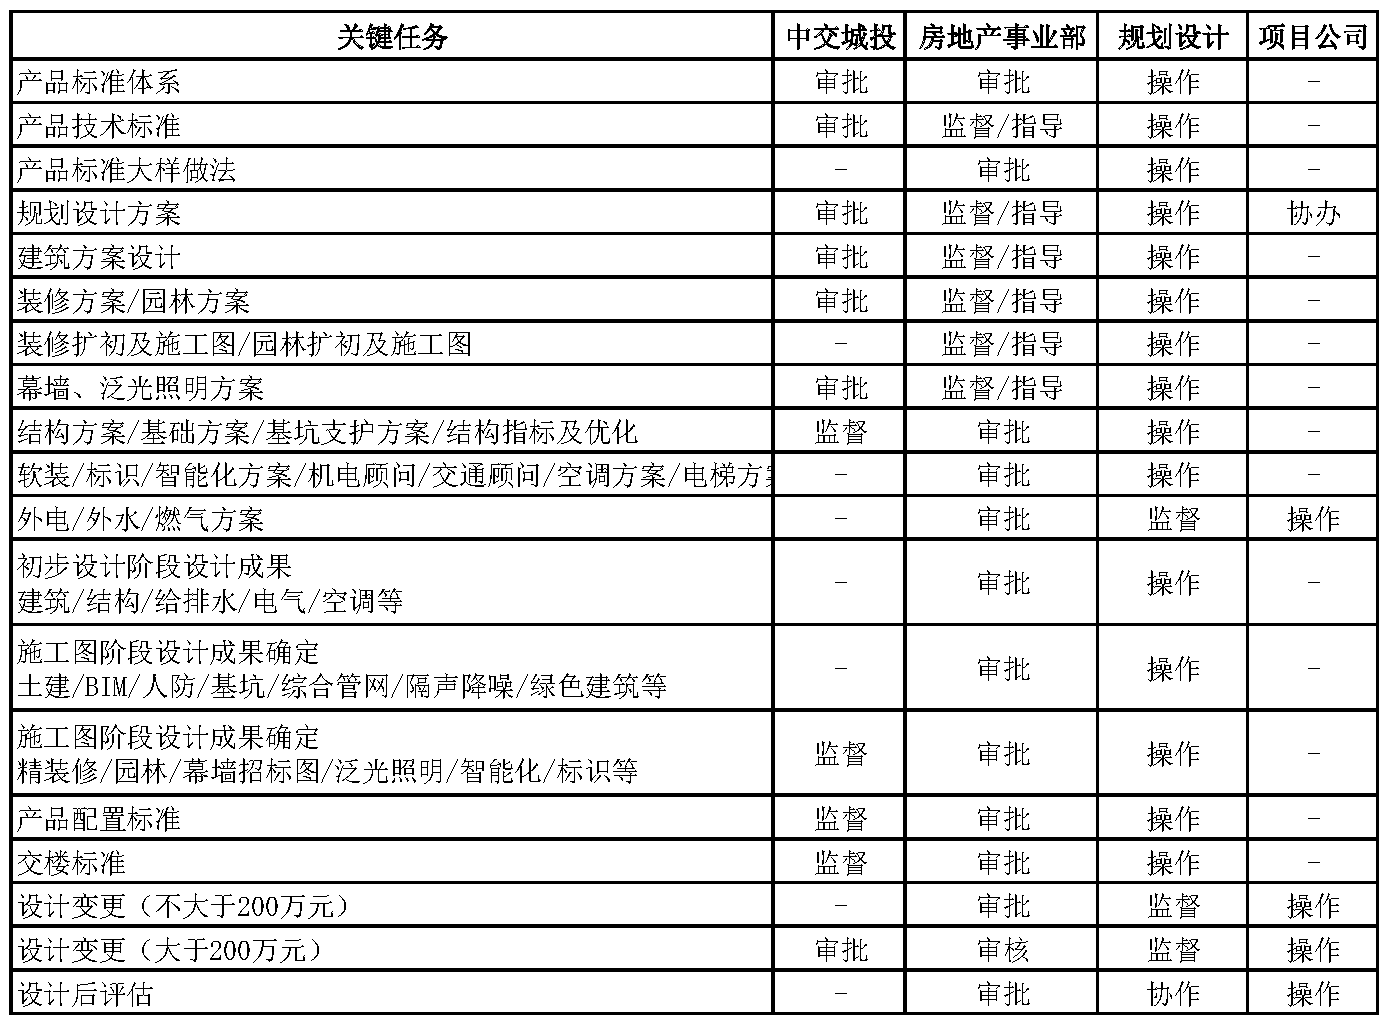 关键任务 中交城投 房地产事业部 规划设计 项目公司
产品标准体系 审批 审批 操作 -
产品技术标准 审批 监督/指导 操作 -
产品标准大样做法 - 审批 操作 -
规划设计方案 审批 监督/指导 操作 协办
建筑方案设计 审批 监督/指导 操作 -
装修方案/园林方案 审批 监督/指导 操作 -
装修扩初及施工图/园林扩初及施工图 - 监督/指导 操作 -
幕墙、泛光照明方案 审批 监督/指导 操作 -
结构方案/基础方案/基坑支护方案/结构指标及优化 监督 审批 操作 -
软装/标识/智能化方案/机电顾问/交通顾问/空调方案/电梯方案 - 审批 操作 -
外电/外水/燃气方案 - 审批 监督 操作
初步设计阶段设计成果
建筑/结构/给排水/电气/空调等 - 审批 操作 -
施工图阶段设计成果确定
土建/BIM/人防/基坑/综合管网/隔声降噪/绿色建筑等 - 审批 操作 -
施工图阶段设计成果确定
精装修/园林/幕墙招标图/泛光照明/智能化/标识等 监督 审批 操作 -
产品配置标准 监督 审批 操作 -
交楼标准 监督 审批 操作 -
设计变更（不大于200万元） - 审批 监督 操作
设计变更（大于200万元） 审批 审核 监督 操作
设计后评估 - 审批 协作 操作